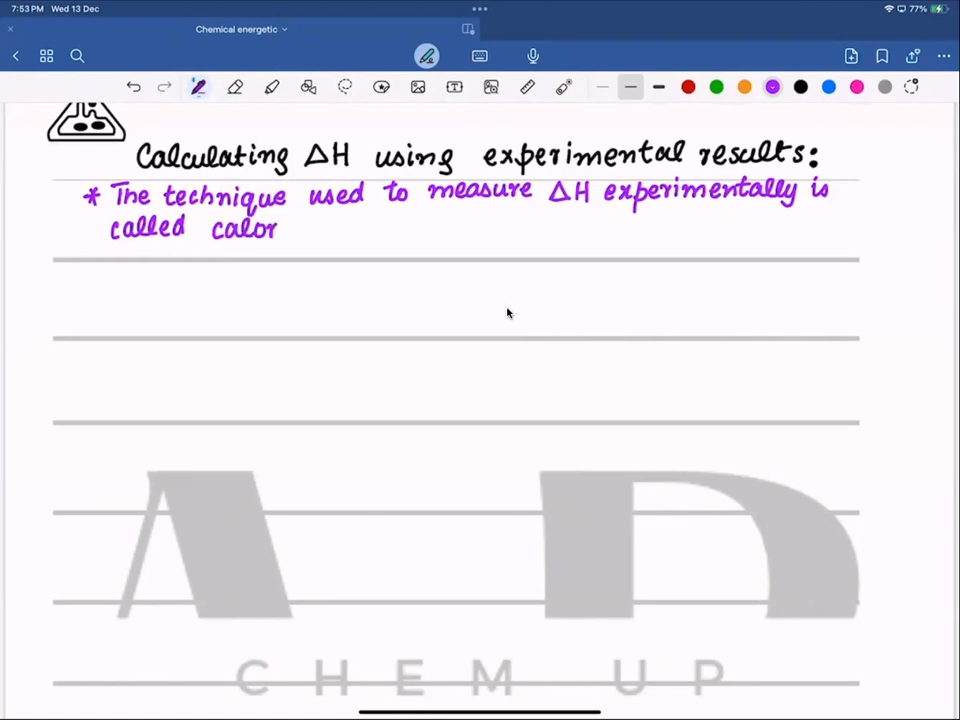 7:53 PM Wed 13 Dec
77%
Chemical energetic
Calculating ΔH using experimental results:
* The technique used to measure ΔH experimentally is
called calor
A D
CHEM UP